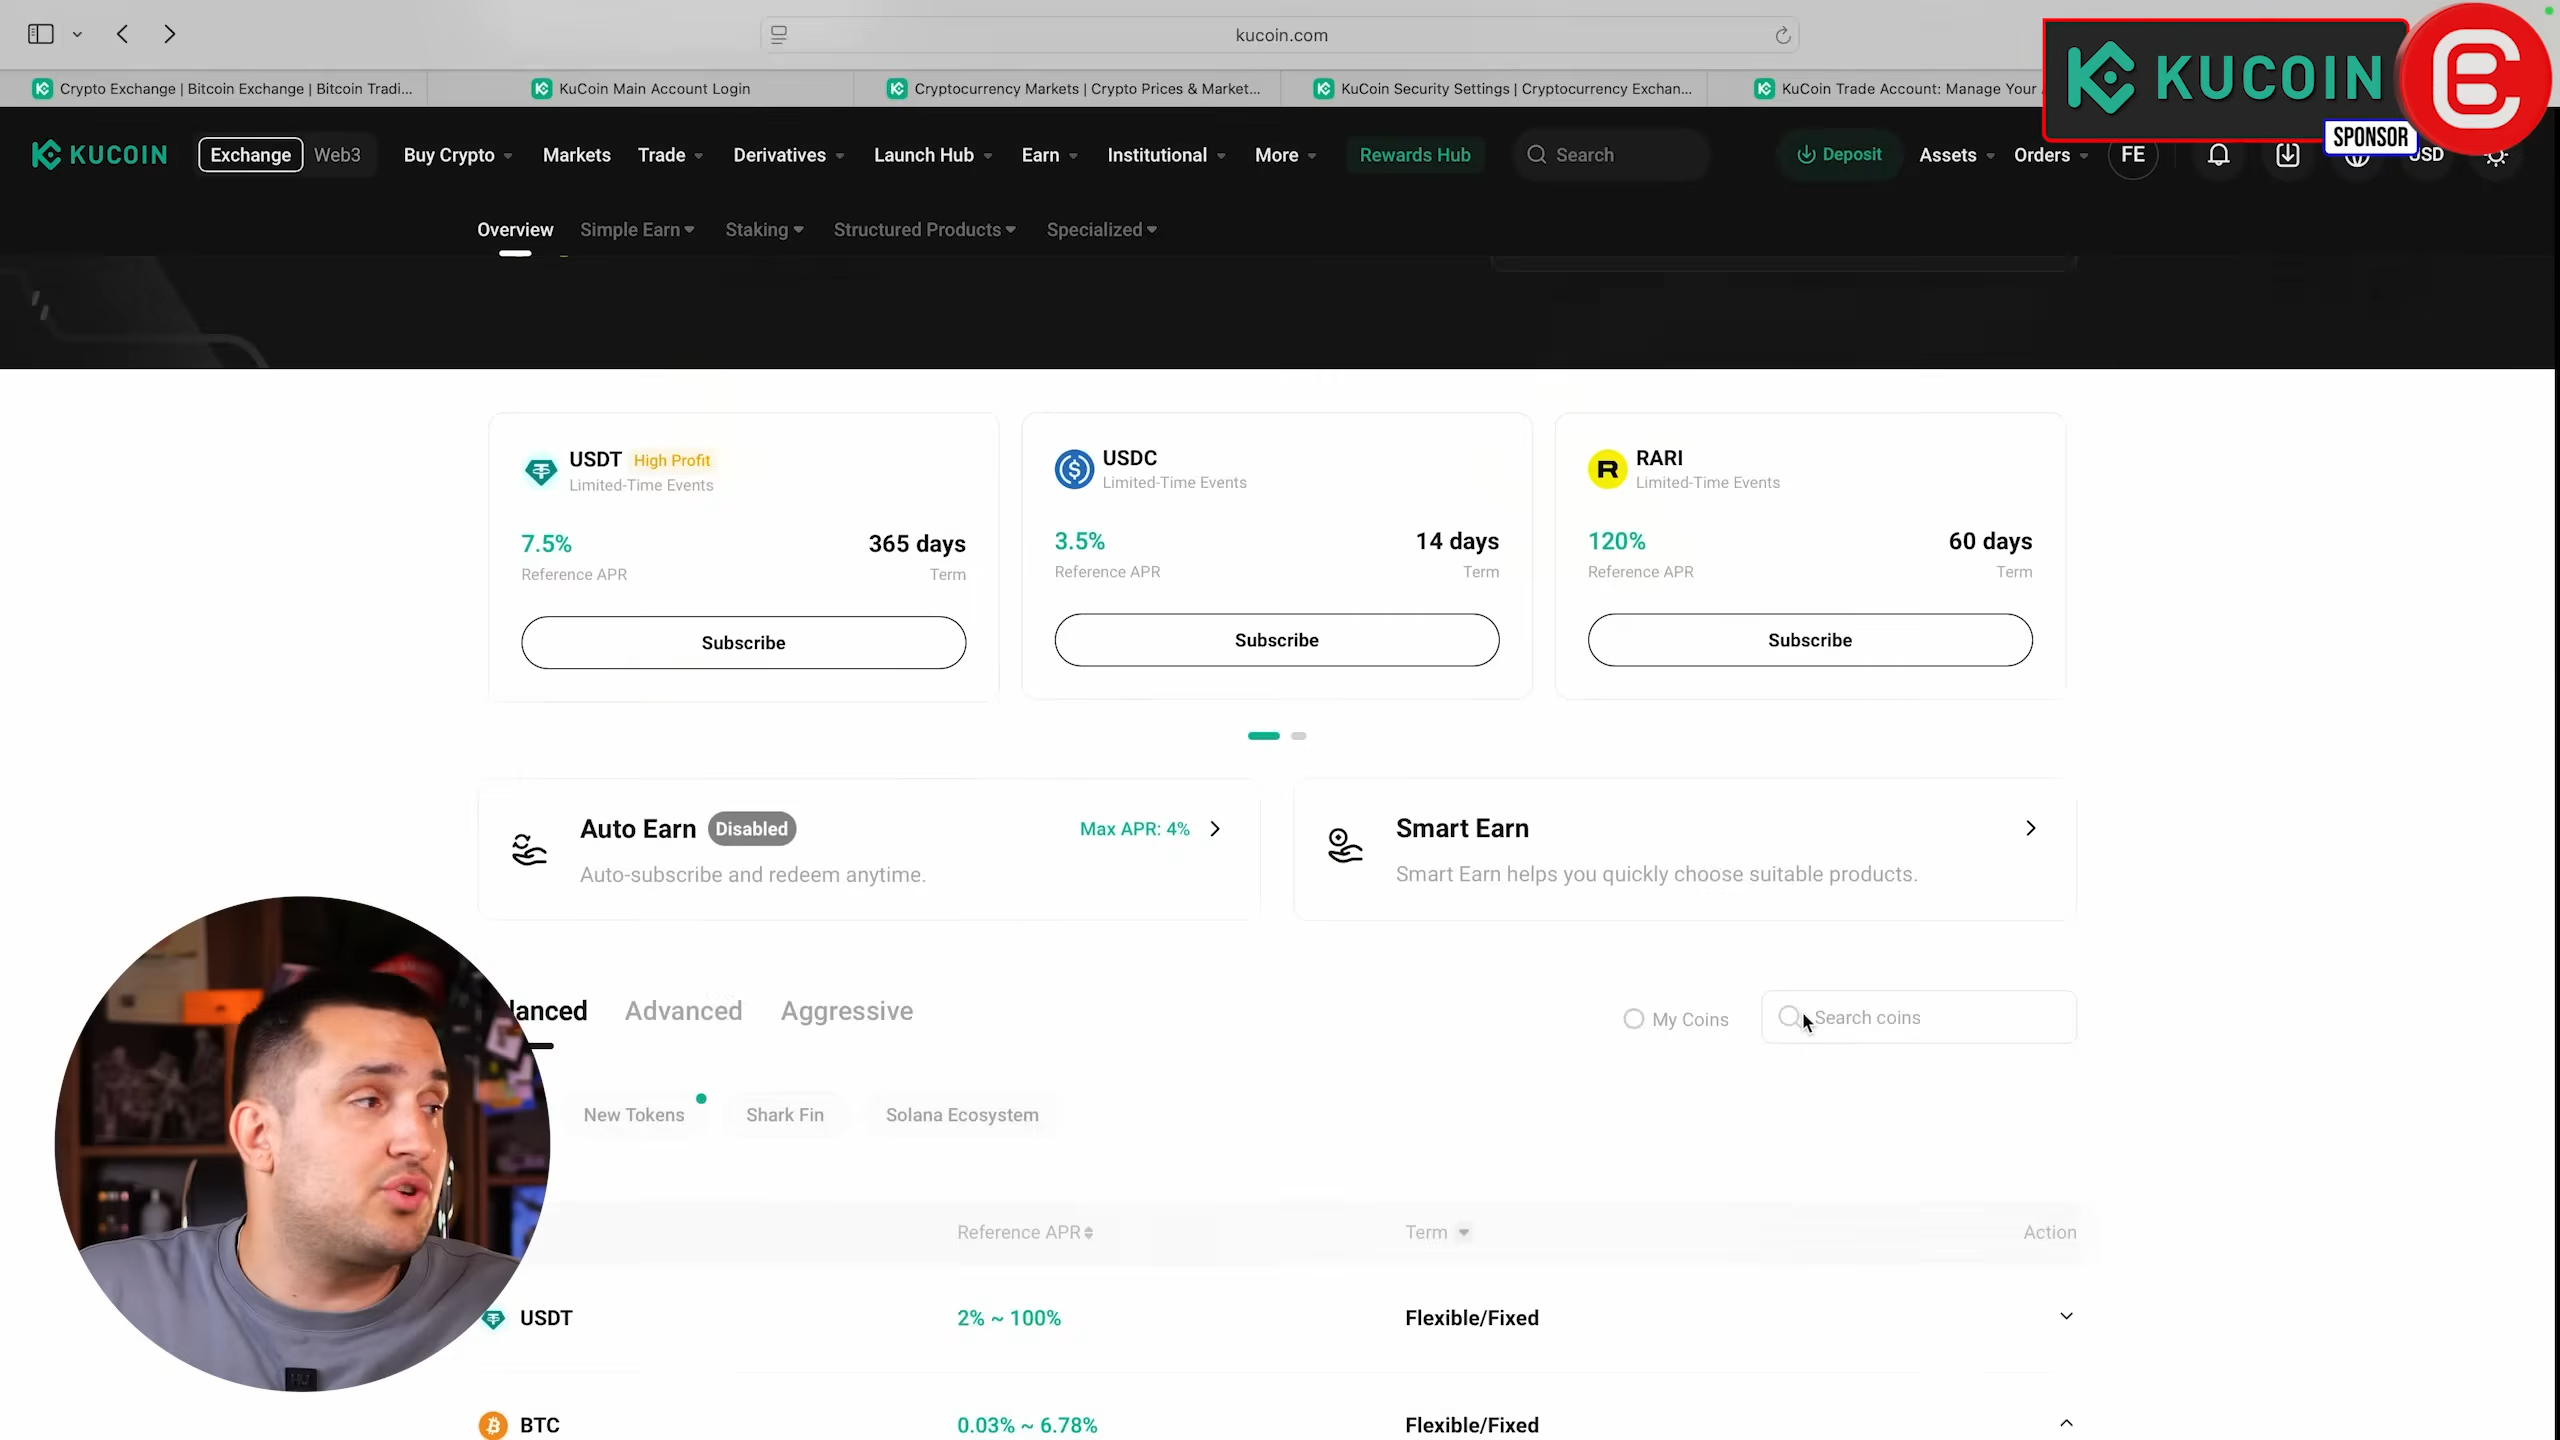 kucoin.com
KUCOIN
SPONSOR
Crypto Exchange | Bitcoin Exchange | Bitcoin Tradi...
KuCoin Main Account Login
Cryptocurrency Markets | Crypto Prices & Market...
KuCoin Security Settings | Cryptocurrency Exchan...
KuCoin Trade Account: Manage Your
KUCOIN
Exchange
Web3
Buy Crypto
Markets
Trade
Derivatives
Launch Hub
Earn
Institutional
More
Rewards Hub
Search
Deposit
Assets
Orders
FE
USD
Overview
Simple Earn
Staking
Structured Products
Specialized
USDT High Profit
Limited-Time Events
7.5%
365 days
Reference APR
Term
Subscribe
USDC
Limited-Time Events
3.5%
14 days
Reference APR
Term
Subscribe
RARI
Limited-Time Events
120%
60 days
Reference APR
Term
Subscribe
Auto Earn Disabled
Max APR: 4%
Auto-subscribe and redeem anytime.
Smart Earn
Smart Earn helps you quickly choose suitable products.
lanced
Advanced
Aggressive
My Coins
Search coins
New Tokens
Shark Fin
Solana Ecosystem
Reference APR
Term
Action
USDT
2% ~ 100%
Flexible/Fixed
BTC
0.03% ~ 6.78%
Flexible/Fixed